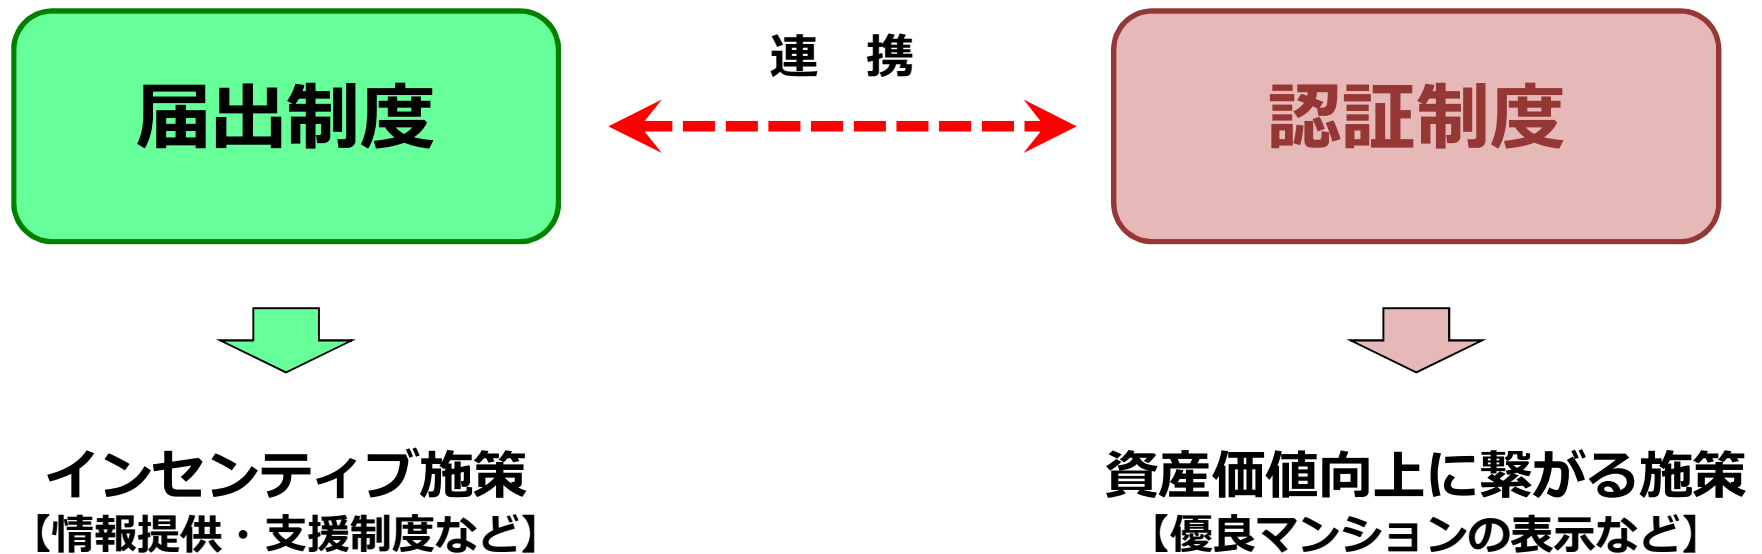 届出制度
連　携
認証制度
インセンティブ施策
【情報提供・支援制度など】
資産価値向上に繋がる施策
【優良マンションの表示など】